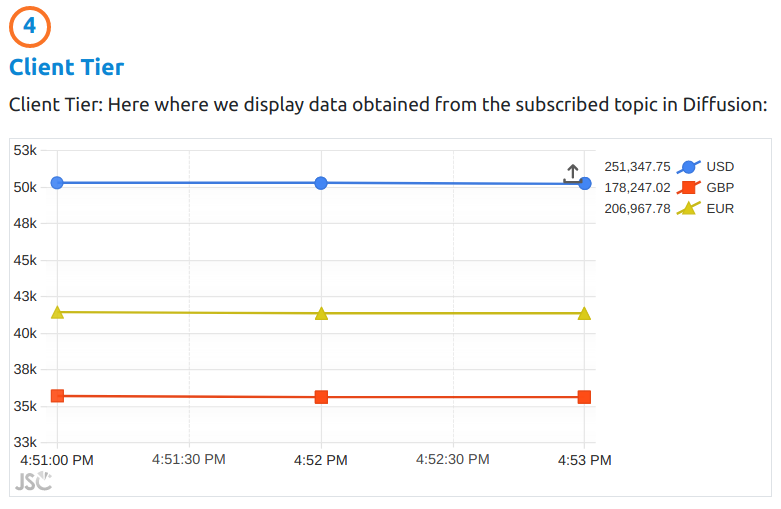 4
Client Tier
Client Tier: Here where we display data obtained from the subscribed topic in Diffusion:
53k
50k
48k
45k
43k
40k
38k
35k
33k
4:51:00 PM 4:51:30 PM 4:52 PM 4:52:30 PM 4:53 PM
251,347.75 USD
178,247.02 GBP
206,967.78 EUR
JSC